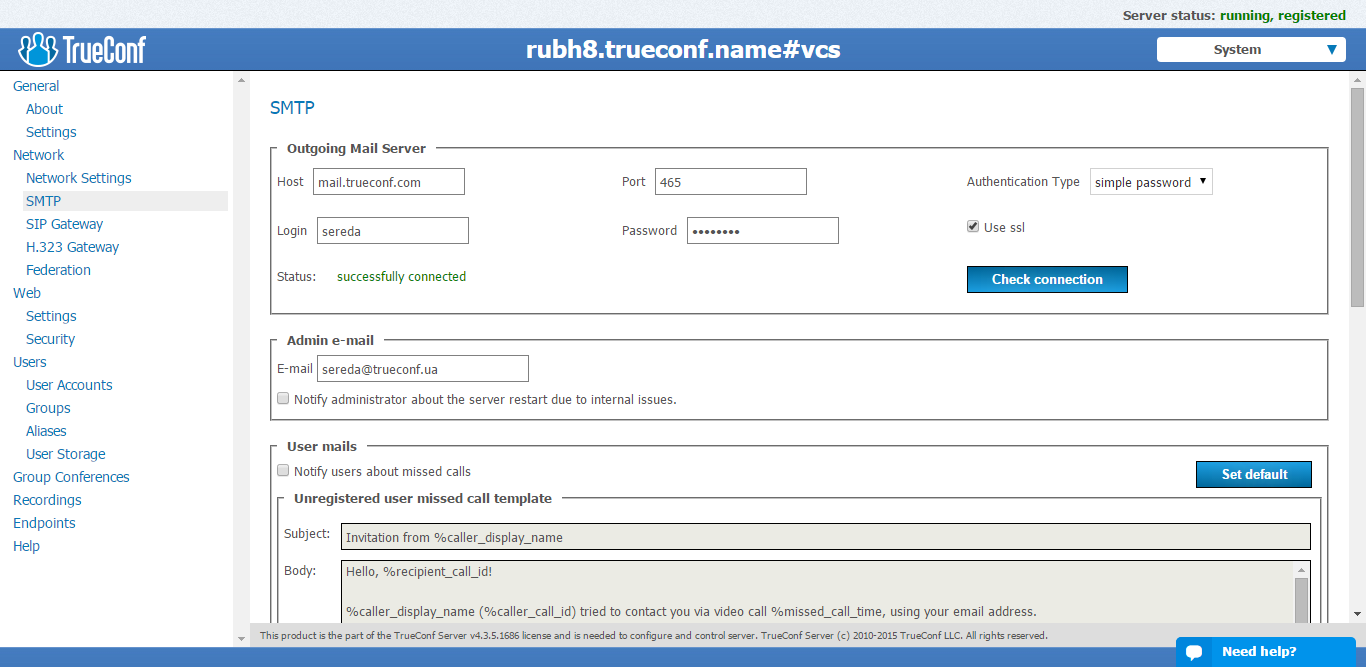 Server status: running, registered
TrueConf
rubh8.trueconf.name#vcs
System
General
About
Settings
Network
Network Settings
SMTP
SIP Gateway
H.323 Gateway
Federation
Web
Settings
Security
Users
User Accounts
Groups
Aliases
User Storage
Group Conferences
Recordings
Endpoints
Help
SMTP
Outgoing Mail Server
Host mail.trueconf.com Port 465 Authentication Type simple password
Login sereda Password •••••••• Use ssl
Status: successfully connected Check connection
Admin e-mail
E-mail sereda@trueconf.ua
Notify administrator about the server restart due to internal issues.
User mails
Notify users about missed calls Set default
Unregistered user missed call template
Subject: Invitation from %caller_display_name
Body: Hello, %recipient_call_id!
%caller_display_name (%caller_call_id) tried to contact you via video call %missed_call_time, using your email address.
This product is the part of the TrueConf Server v4.3.5.1686 license and is needed to configure and control server. TrueConf Server (c) 2010-2015 TrueConf LLC. All rights reserved.
Need help?